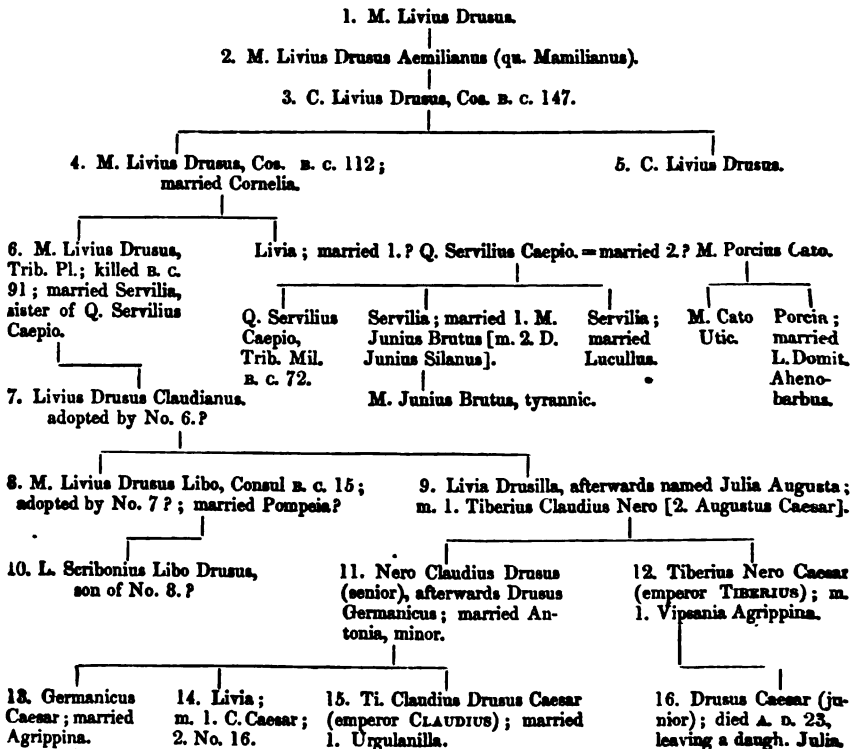 1. M. Livius Drusus.
2. M. Livius Drusus Aemilianus (qu. Mamilianus).
3. C. Livius Drusus, Cos. B. C. 147.
4. M. Livius Drusus, Cos. B. C. 112;
married Cornelia.
5. C. Livius Drusus.
6. M. Livius Drusus,
Trib. Pl.; killed B. C.
91; married Servilia,
sister of Q. Servilius
Caepio.
Livia; married 1.? Q. Servilius Caepio. = married 2.? M. Porcius Cato.
Q. Servilius
Caepio,
Trib. Mil.
B. C. 72.
Servilia; married 1. M.
Junius Brutus [m. 2. D.
Junius Silanus].
Servilia;
married
Lucullus.
M. Cato
Utic.
Porcia;
married
L. Domit.
Aheno-
barbus.
M. Junius Brutus, tyrannic.
7. Livius Drusus Claudianus,
adopted by No. 6.?
8. M. Livius Drusus Libo, Consul B. C. 15;
adopted by No. 7?; married Pompeia?
9. Livia Drusilla, afterwards named Julia Augusta;
m. 1. Tiberius Claudius Nero [2. Augustus Caesar].
10. L. Scribonius Libo Drusus,
son of No. 8.?
11. Nero Claudius Drusus
(senior), afterwards Drusus
Germanicus; married An-
tonia, minor.
12. Tiberius Nero Caesar
(emperor TIBERIUS); m.
1. Vipsania Agrippina.
13. Germanicus
Caesar; married
Agrippina.
14. Livia;
m. 1. C. Caesar;
2. No. 16.
15. Ti. Claudius Drusus Caesar
(emperor CLAUDIUS); married
1. Urgulanilla.
16. Drusus Caesar (ju-
nior); died A. D. 23,
leaving a daugh. Julia.